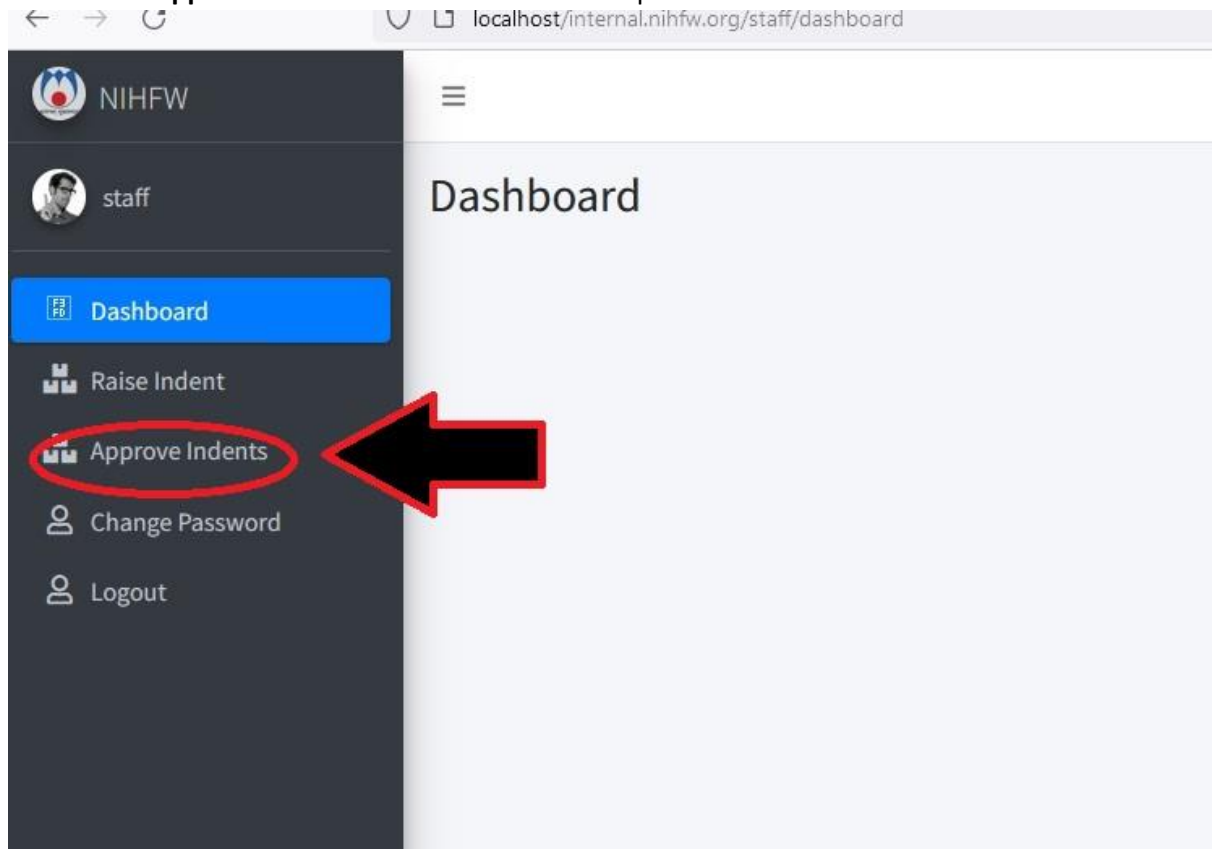 localhost/internal.nihfw.org/staff/dashboard
NIHFW
staff
Dashboard
Dashboard
Raise Indent
Approve Indents
Change Password
Logout